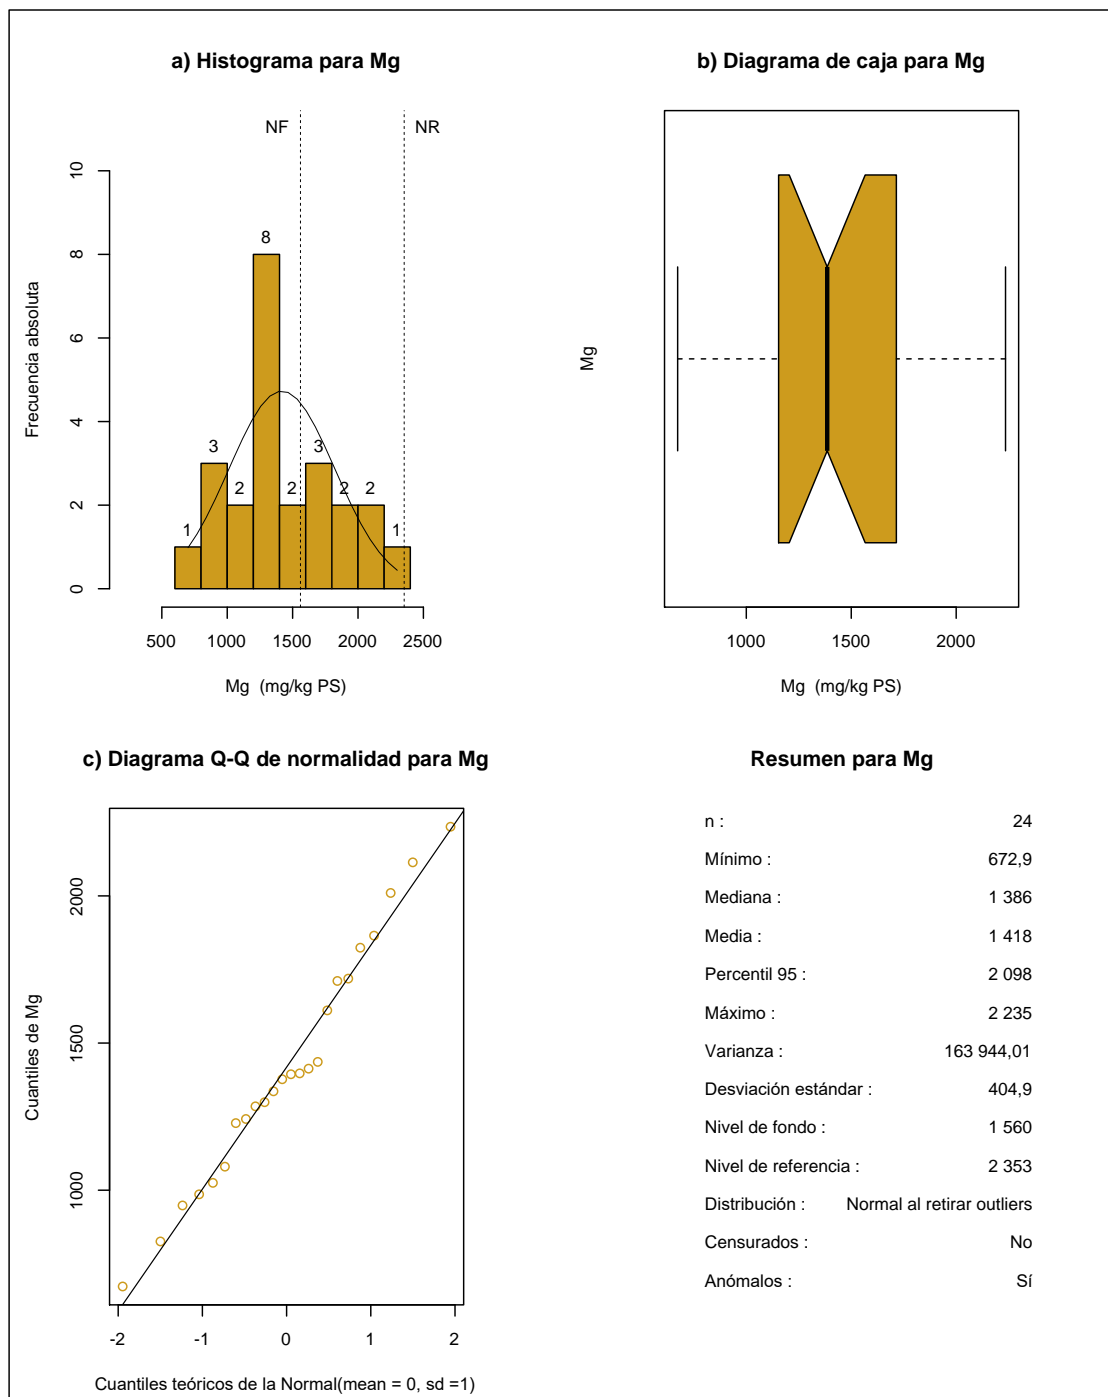 a) Histograma para Mg
NF
NR
Frecuencia absoluta
0 2 4 6 8 10
1 3 2 8 2 3 2 2 1
500 1000 1500 2000 2500
Mg (mg/kg PS)
b) Diagrama de caja para Mg
Mg
1000 1500 2000
Mg (mg/kg PS)
c) Diagrama Q-Q de normalidad para Mg
Cuantiles de Mg
1000 1500 2000
-2 -1 0 1 2
Cuantiles teóricos de la Normal(mean = 0, sd =1)
Resumen para Mg
n : 24
Mínimo : 672,9
Mediana : 1 386
Media : 1 418
Percentil 95 : 2 098
Máximo : 2 235
Varianza : 163 944,01
Desviación estándar : 404,9
Nivel de fondo : 1 560
Nivel de referencia : 2 353
Distribución : Normal al retirar outliers
Censurados : No
Anómalos : Sí